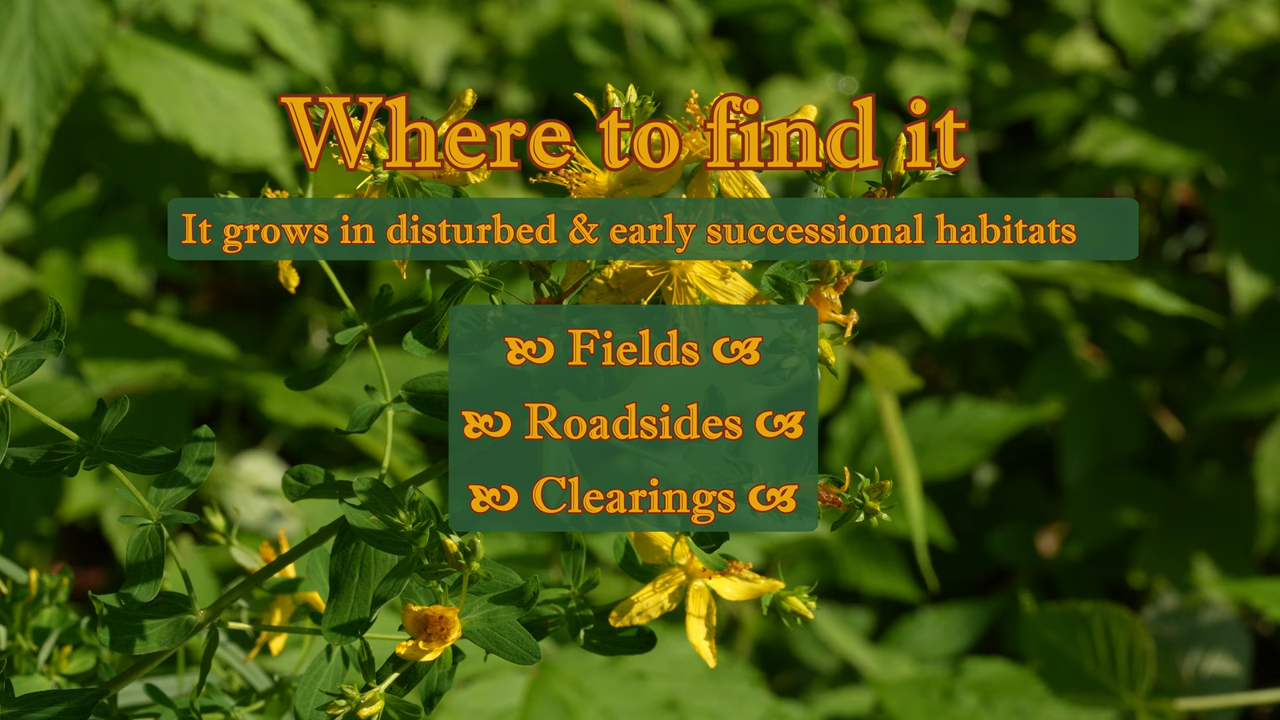 Where to find it
It grows in disturbed & early successional habitats
Fields
Roadsides
Clearings